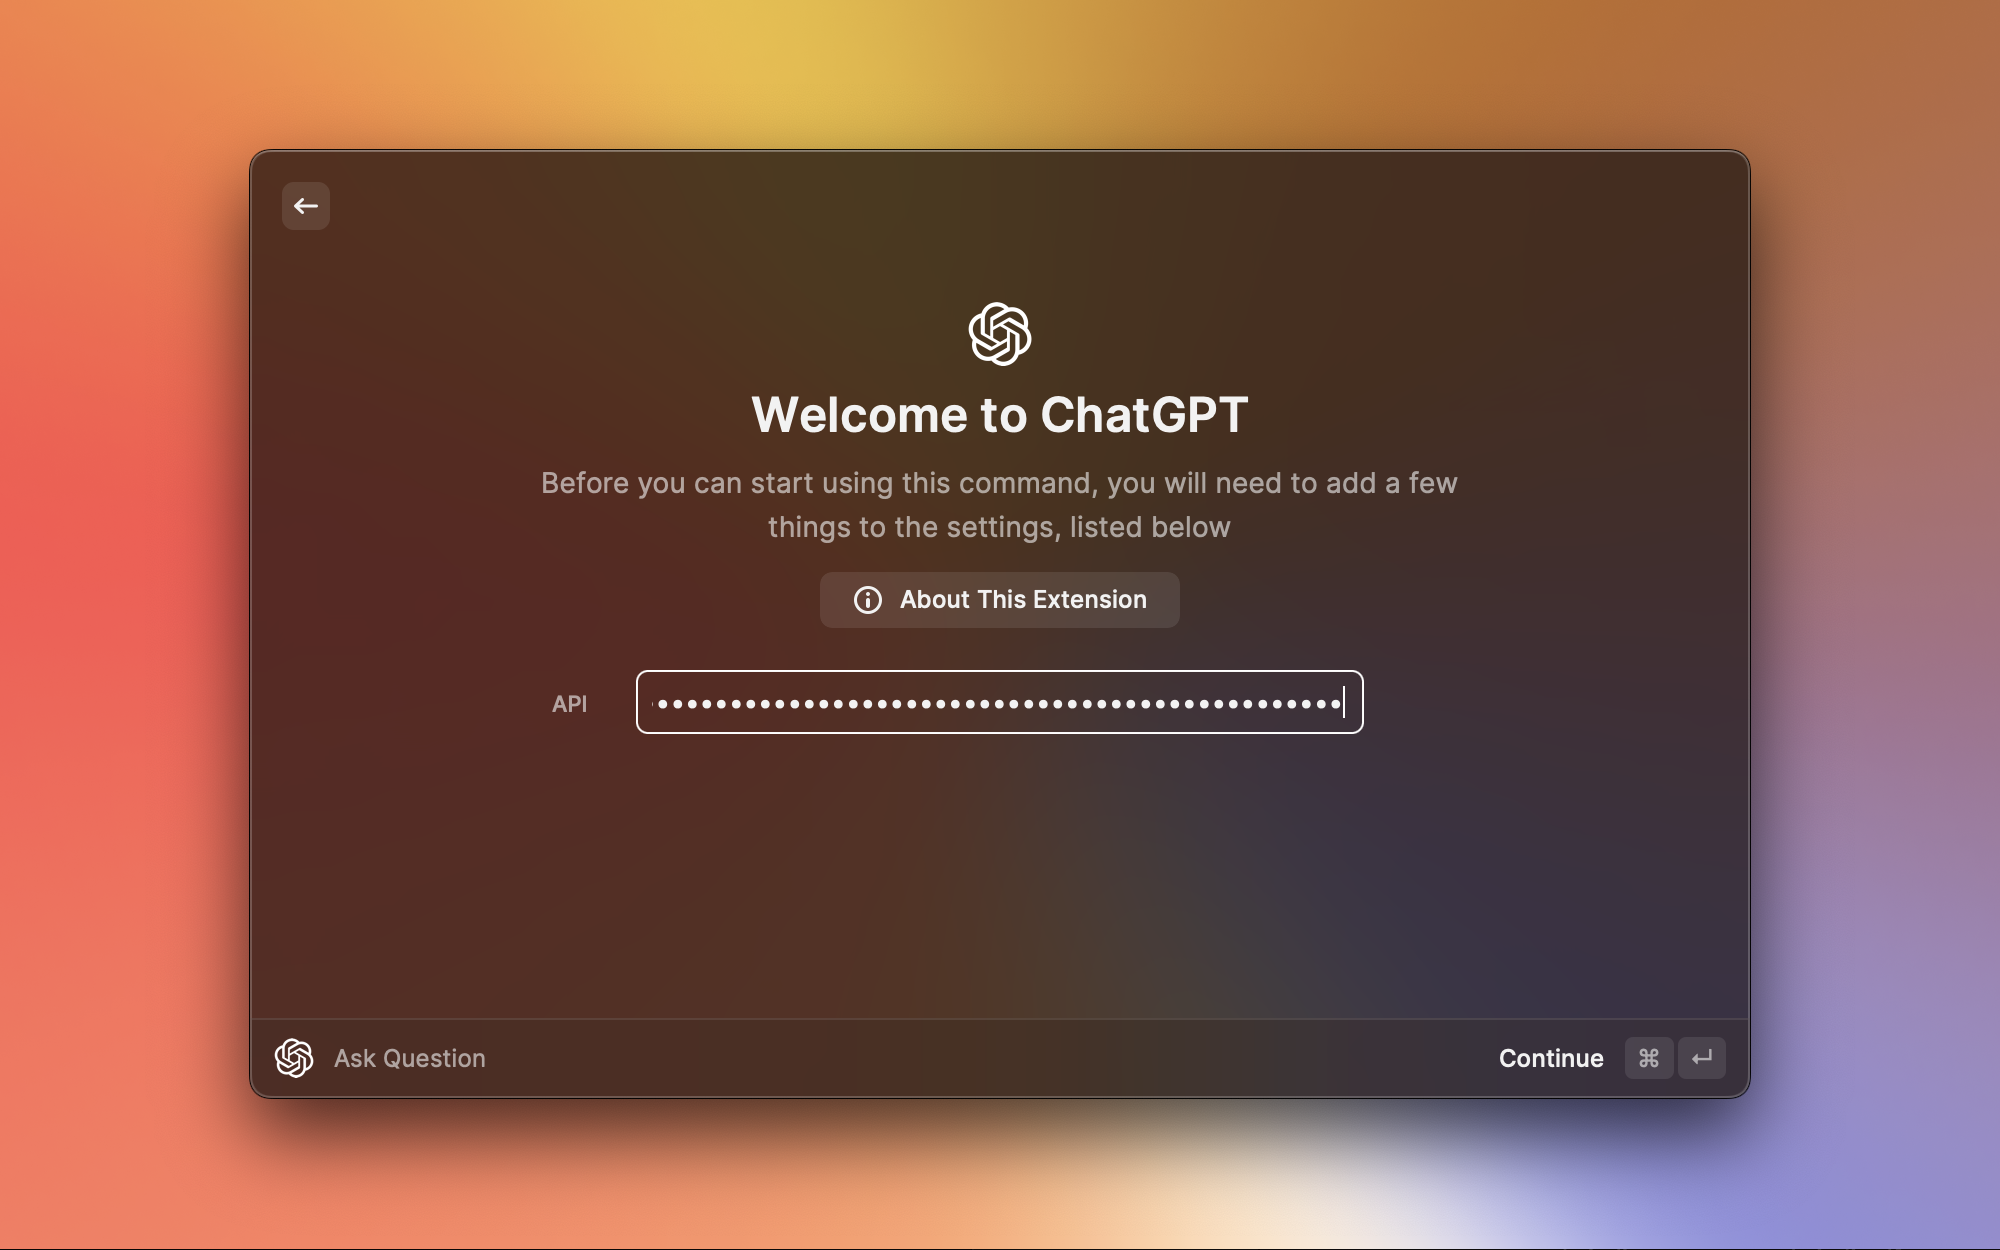 Welcome to ChatGPT
Before you can start using this command, you will need to add a few
things to the settings, listed below
About This Extension
API
Ask Question
Continue ⌘ ↵